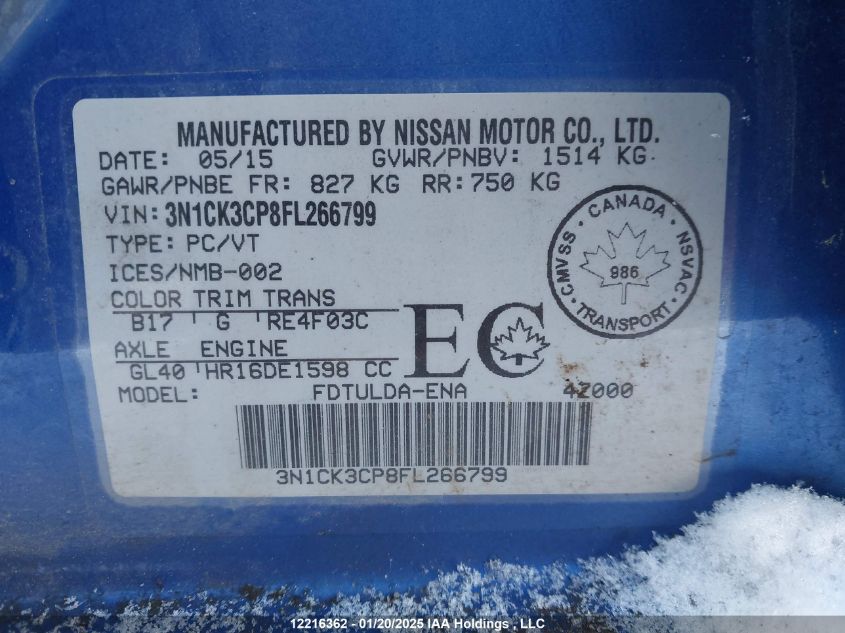 MANUFACTURED BY NISSAN MOTOR CO., LTD.
DATE: 05/15 GVWR/PNBV: 1514 KG
GAWR/PNBE FR: 827 KG RR: 750 KG
VIN: 3N1CK3CP8FL266799
TYPE: PC/VT
ICES/NMB-002
COLOR TRIM TRANS
B17 G RE4F03C
AXLE ENGINE
GL40 HR16DE1598 CC
MODEL: FDTULDA-ENA 4Z000
EC
CMVSS • CANADA • NSVAC • TRANSPORT •
986
3N1CK3CP8FL266799
12216362 - 01/20/2025 IAA Holdings, LLC